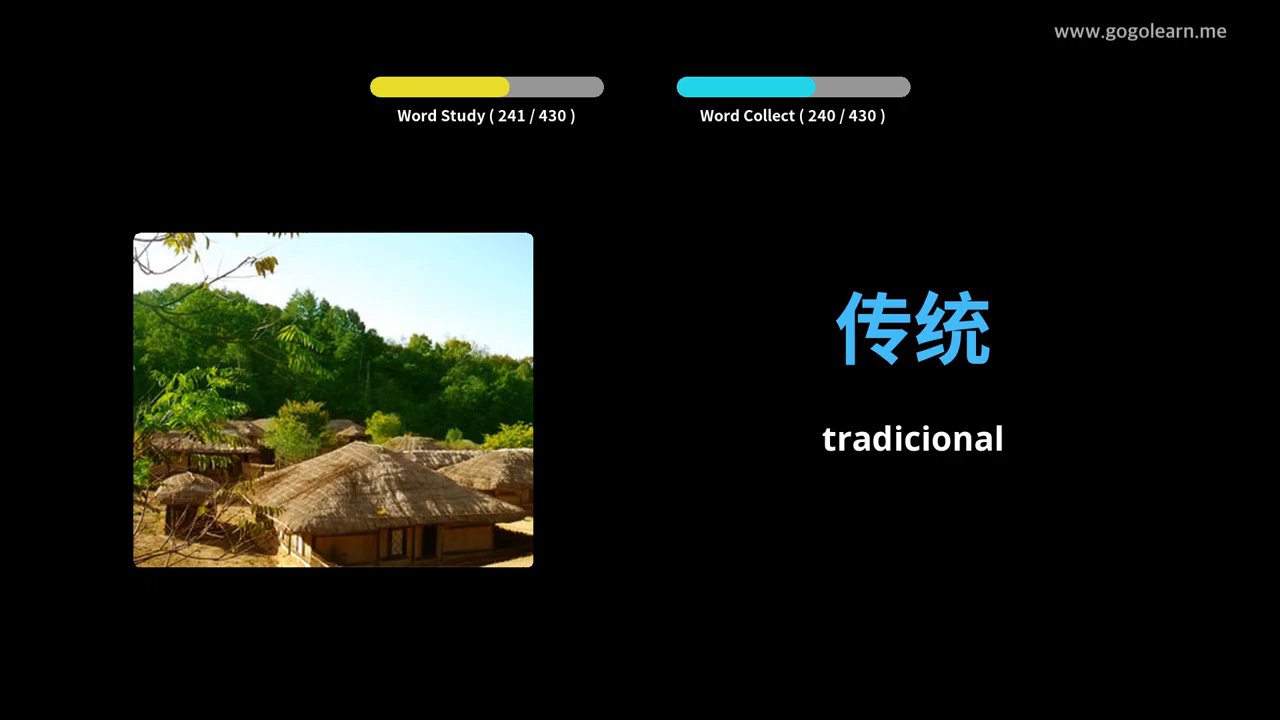 www.gogolearn.me
Word Study ( 241 / 430 )
Word Collect ( 240 / 430 )
传统
tradicional